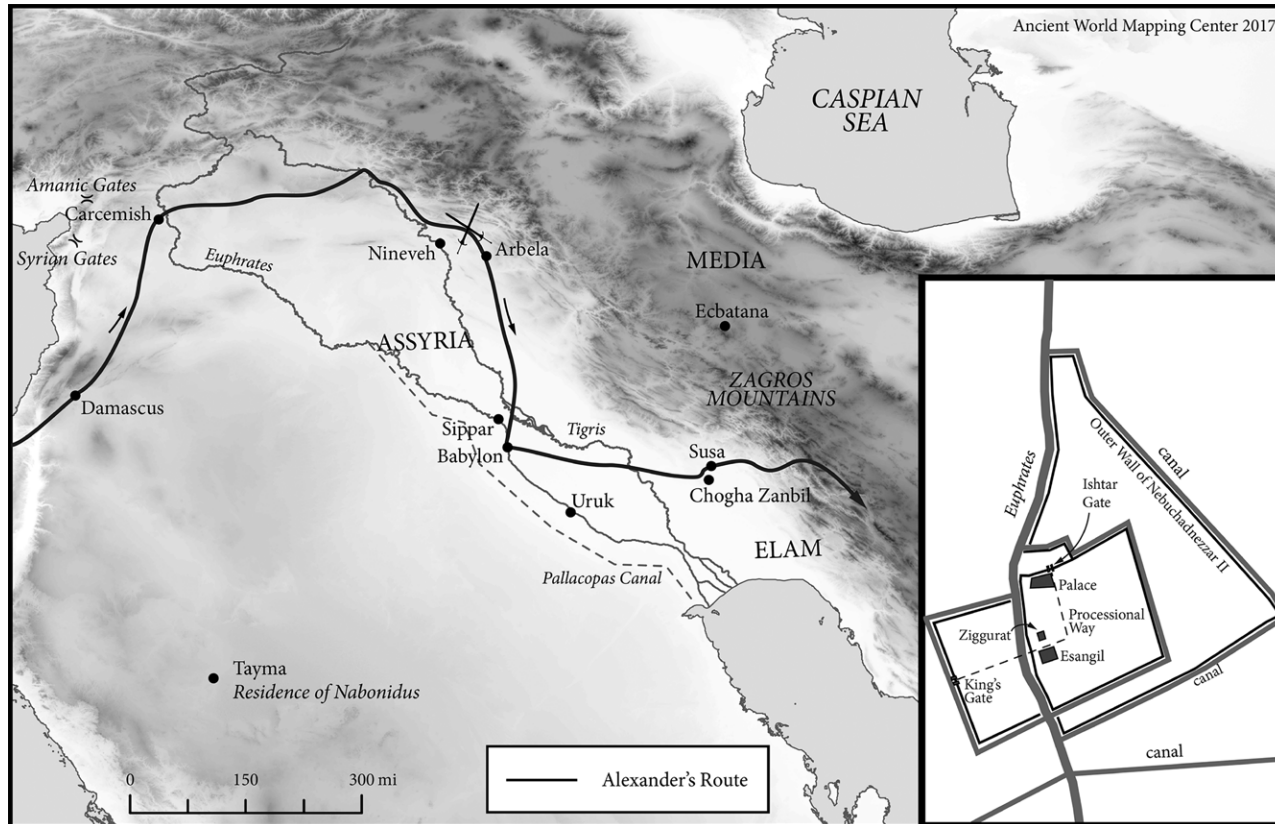 Ancient World Mapping Center 2017
CASPIAN
SEA
Amanic Gates
Carcemish
Syrian Gates
Nineveh
Arbela
Euphrates
MEDIA
Ecbatana
ASSYRIA
ZAGROS
MOUNTAINS
Damascus
Sippar
Babylon
Tigris
Susa
Chogha Zanbil
Uruk
ELAM
Pallacopas Canal
Tayma
Residence of Nabonidus
0 150 300 mi
Alexander's Route
Euphrates
canal
Outer Wall of Nebuchadnezzar II
Ishtar
Gate
Palace
Processional
Way
Ziggurat
Esangil
King's
Gate
canal
canal